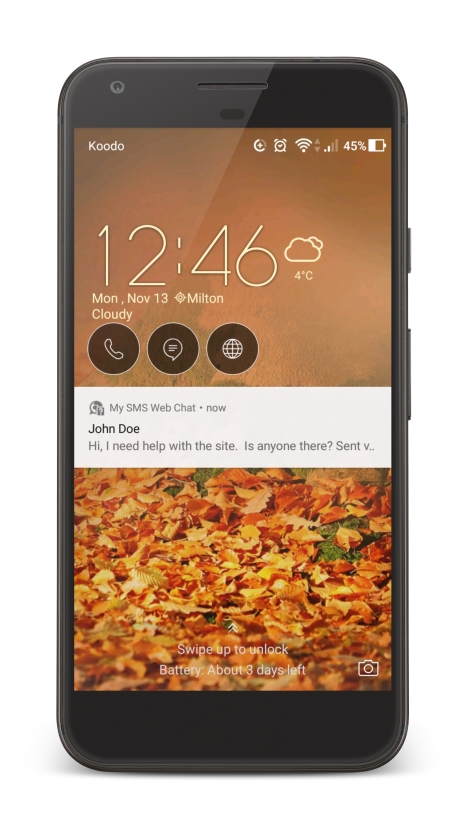 Koodo
45%
12:46
4°C
Mon , Nov 13 Milton
Cloudy
My SMS Web Chat • now
John Doe
Hi, I need help with the site.  Is anyone there? Sent v..
Swipe up to unlock
Battery: About 3 days left